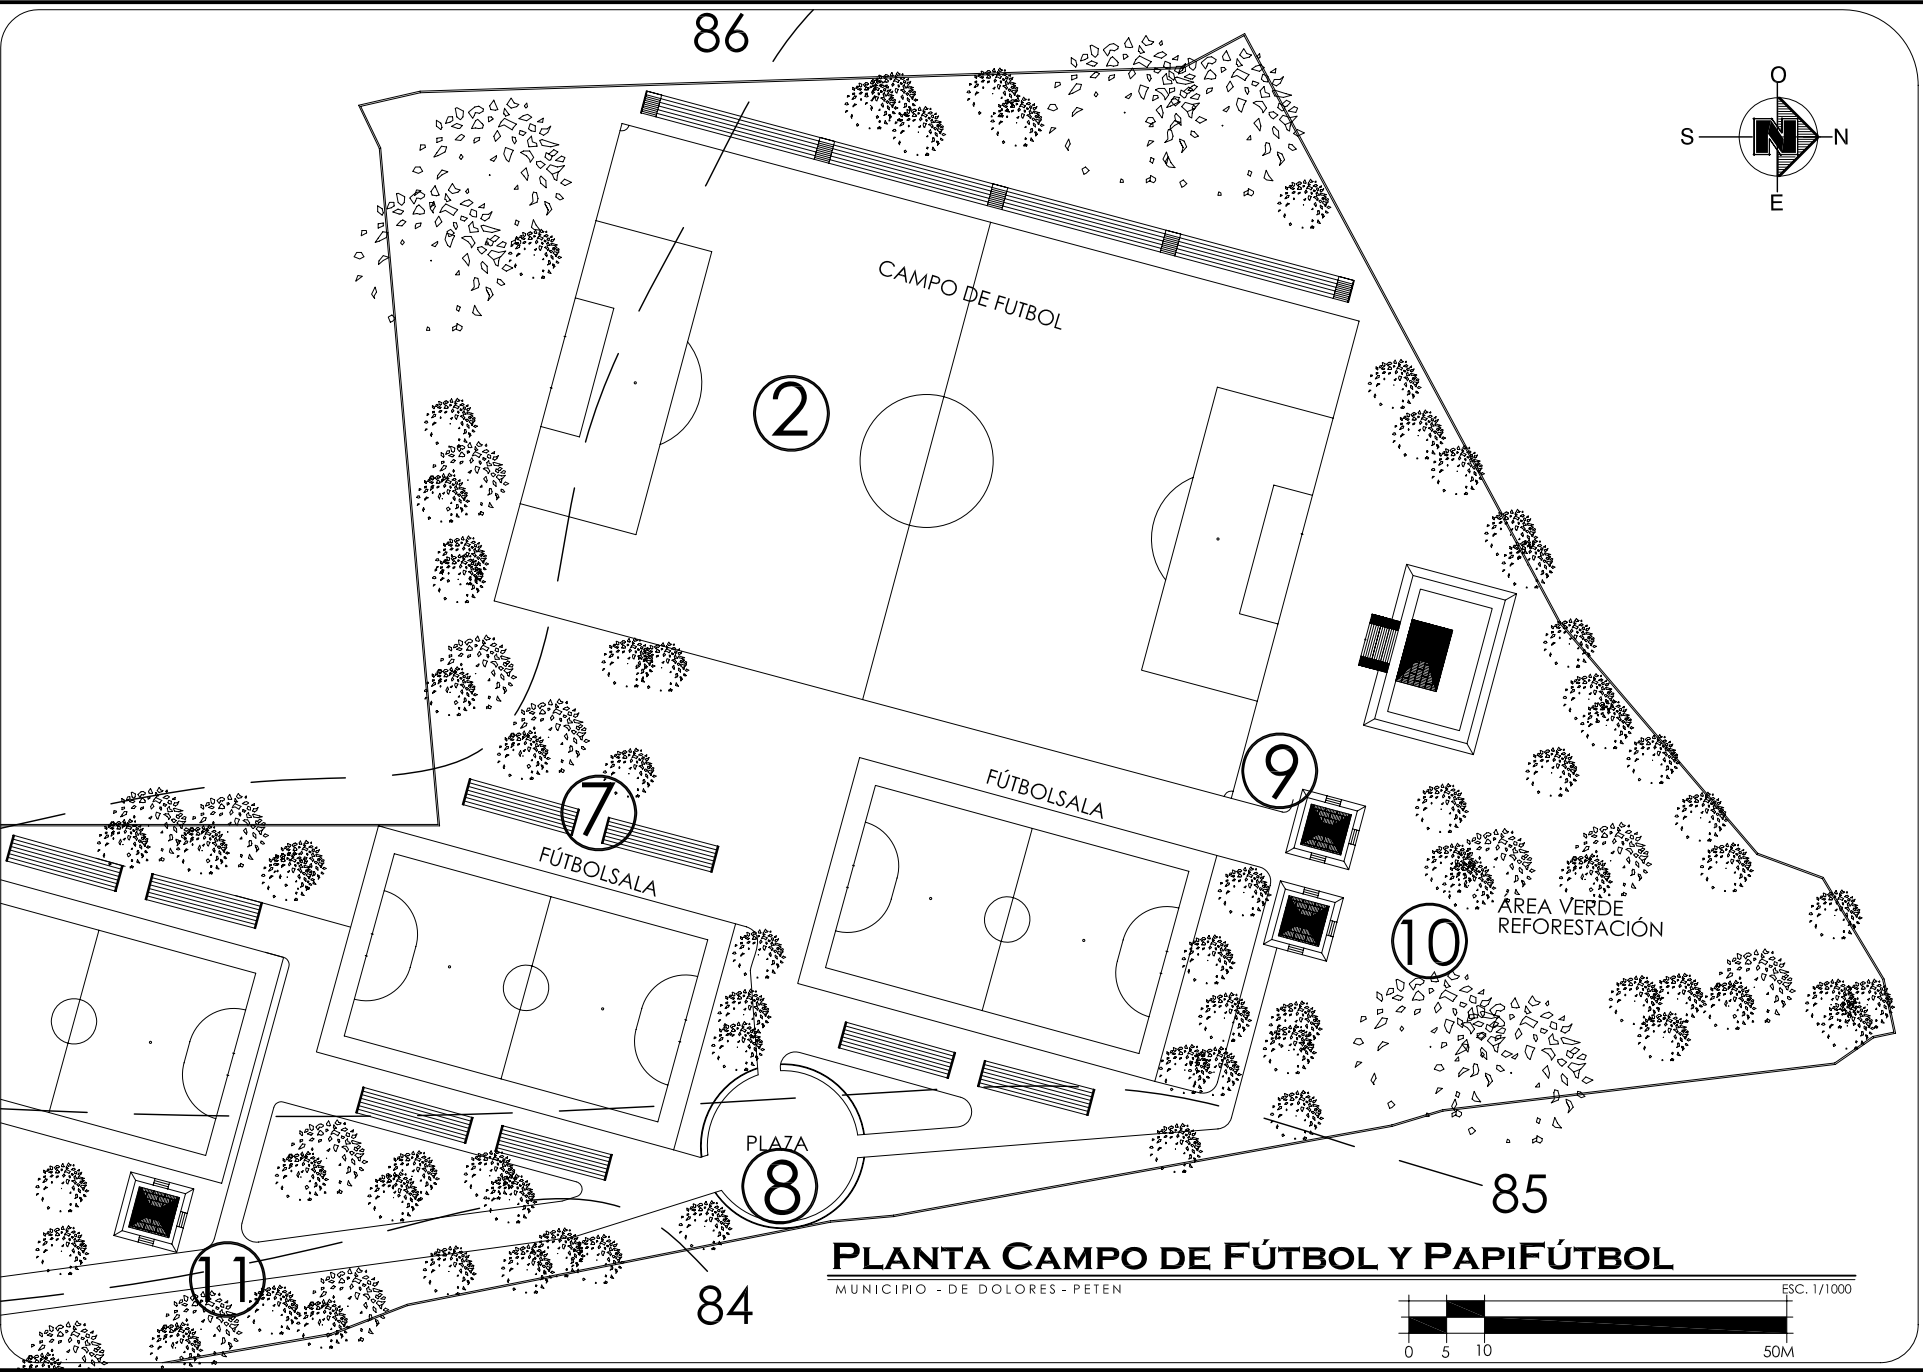 86
O
S
N
N
E
CAMPO DE FUTBOL
2
9
FÚTBOLSALA
7
FÚTBOLSALA
10
ÁREA VERDE
REFORESTACIÓN
PLAZA
8
85
11
84
PLANTA CAMPO DE FÚTBOL Y PAPIFÚTBOL
MUNICIPIO - DE DOLORES - PETEN
ESC. 1/1000
0 5 10 50M